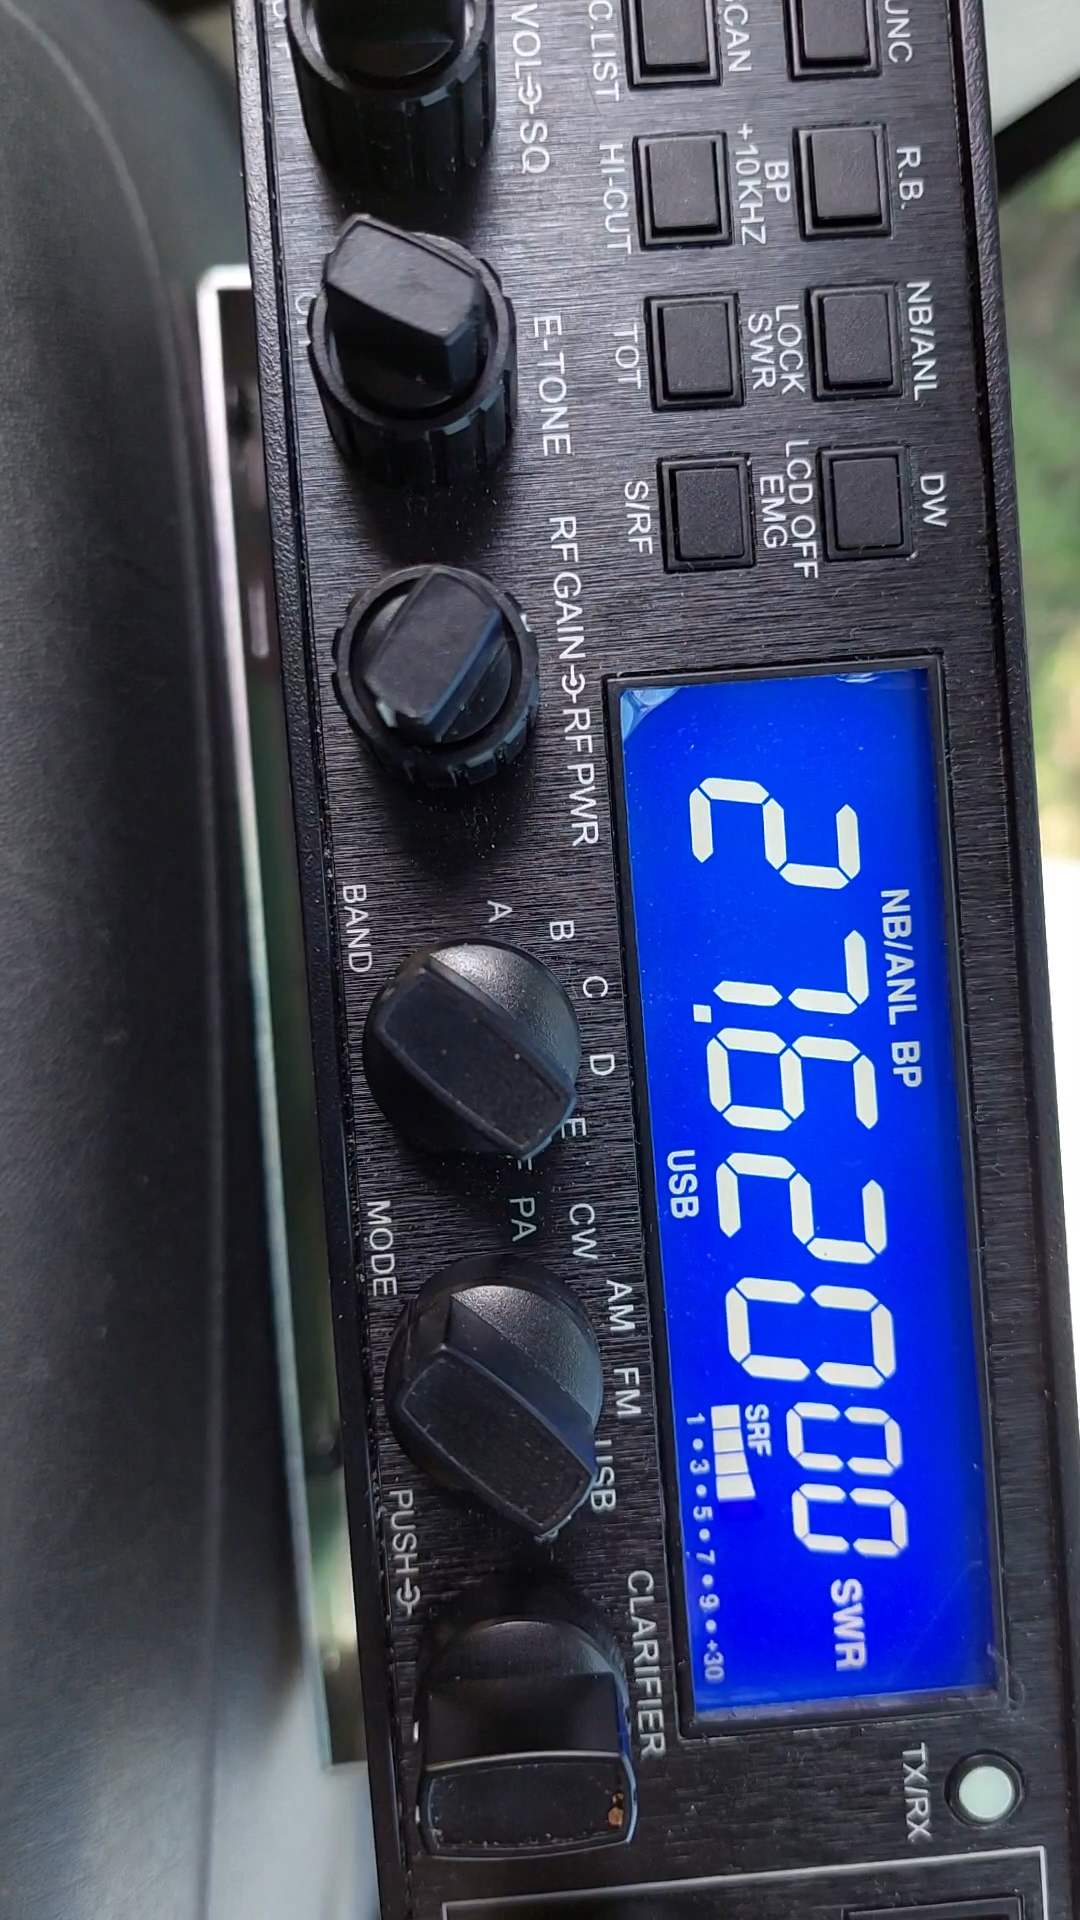 FUNC R.B. NB/ANL DW
BP LOCK LCD OFF
SCAN +10KHZ SWR EMG
C.LIST HI-CUT TOT S/RF
NB/ANL BP
27.62000
SWR
SRF
1•3•5•7•9•+30
USB
TX/RX
VOL SQ
E-TONE
RF GAIN RF PWR
A B C D E F PA
BAND
CW AM FM USB
MODE
CLARIFIER
PUSH